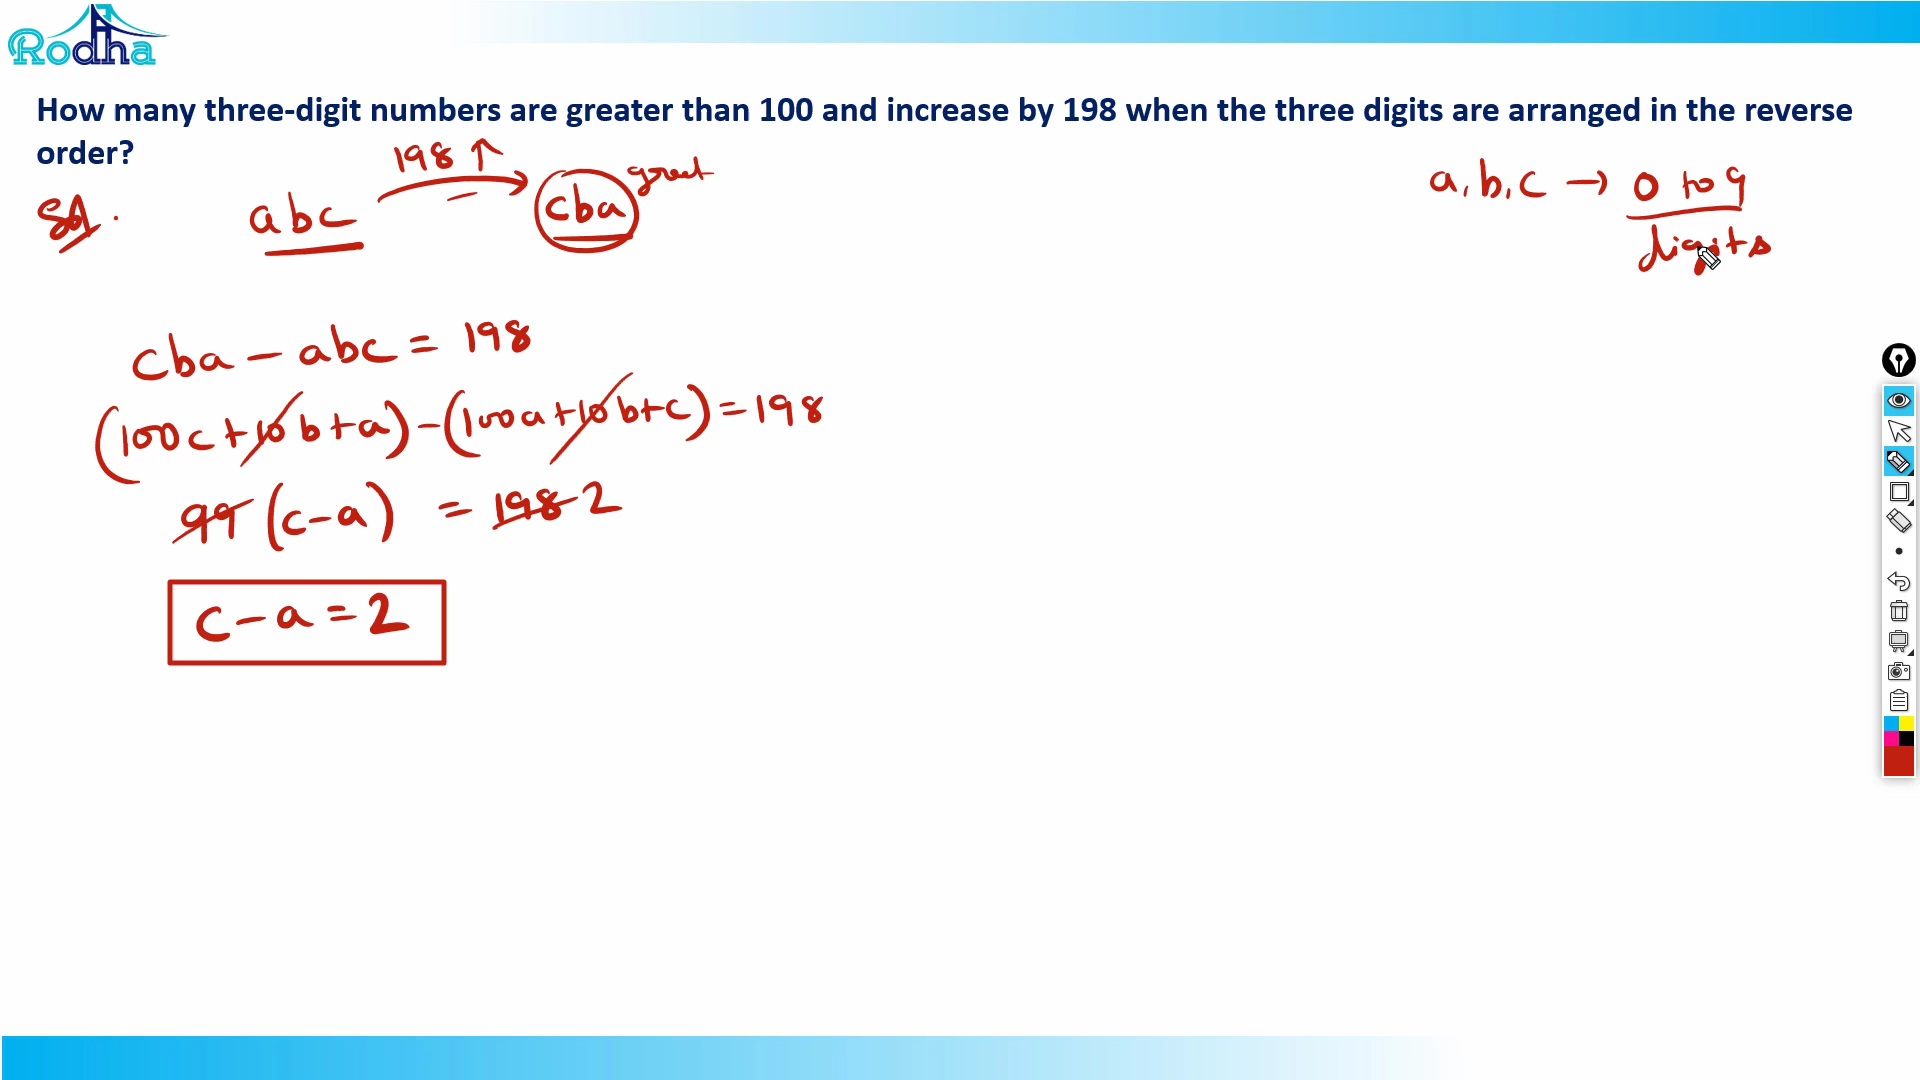 Rodha
How many three-digit numbers are greater than 100 and increase by 198 when the three digits are arranged in the reverse
order?
Sol.
abc
198 ↑
cba
great
a, b, c → 0 to 9
digits
cba − abc = 198
(100c + 10b + a) − (100a + 10b + c) = 198
99 (c − a) = 198 2
c − a = 2